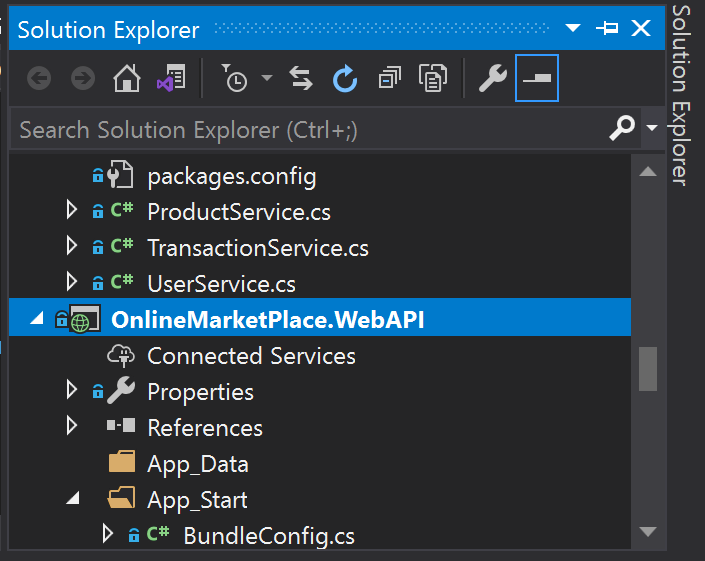 Solution Explorer
Search Solution Explorer (Ctrl+;)
packages.config
C# ProductService.cs
C# TransactionService.cs
C# UserService.cs
OnlineMarketPlace.WebAPI
Connected Services
Properties
References
App_Data
App_Start
C# BundleConfig.cs
Solution Explorer